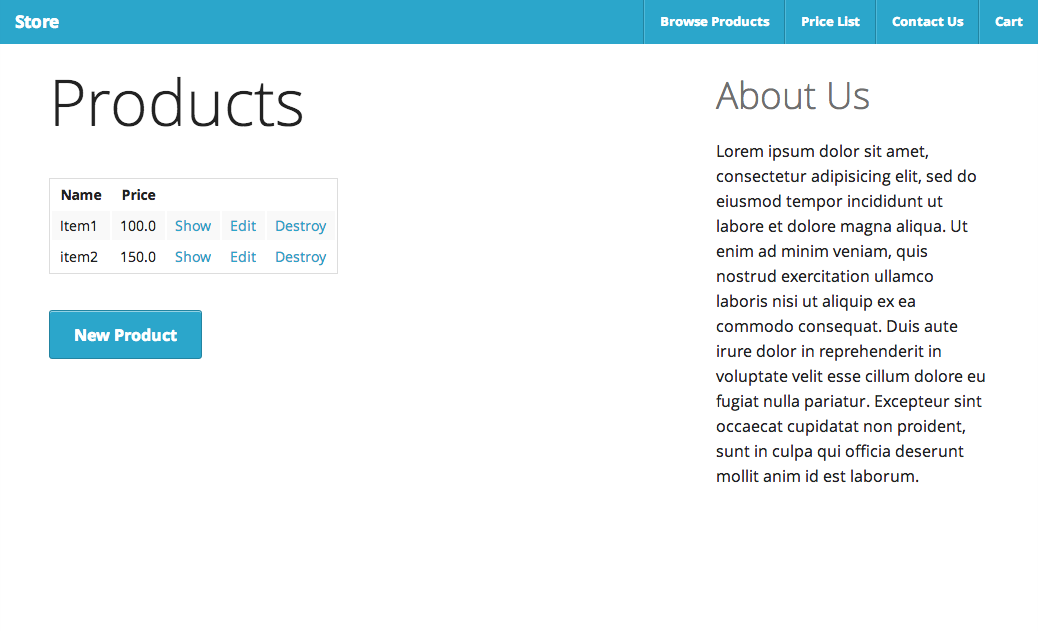 Store Browse Products Price List Contact Us Cart
Products
Name Price
Item1 100.0 Show Edit Destroy
item2 150.0 Show Edit Destroy
New Product
About Us
Lorem ipsum dolor sit amet,
consectetur adipisicing elit, sed do
eiusmod tempor incididunt ut
labore et dolore magna aliqua. Ut
enim ad minim veniam, quis
nostrud exercitation ullamco
laboris nisi ut aliquip ex ea
commodo consequat. Duis aute
irure dolor in reprehenderit in
voluptate velit esse cillum dolore eu
fugiat nulla pariatur. Excepteur sint
occaecat cupidatat non proident,
sunt in culpa qui officia deserunt
mollit anim id est laborum.